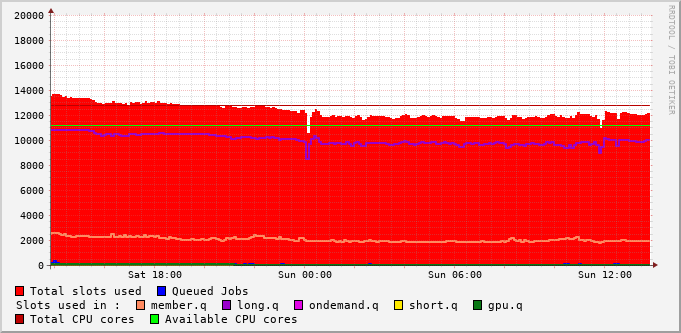 RRDTOOL / TOBI OETIKER
20000
18000
16000
14000
12000
10000
8000
6000
4000
2000
0
Sat 18:00 Sun 00:00 Sun 06:00 Sun 12:00
Total slots used Queued Jobs
Slots used in : member.q long.q ondemand.q short.q gpu.q
Total CPU cores Available CPU cores